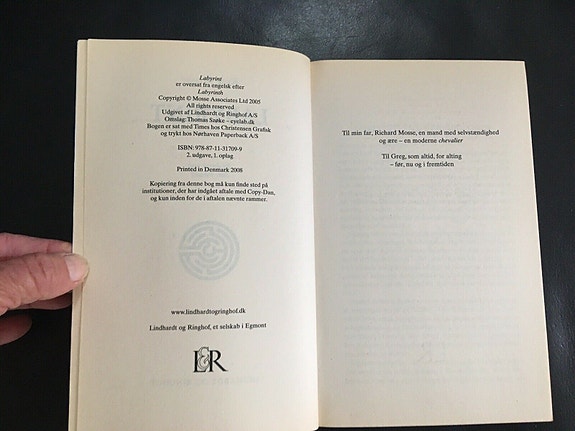 Labyrint
er oversat fra engelsk efter
Labyrinth
Copyright © Mosse Associates Ltd 2005
All rights reserved
Udgivet af Lindhardt og Ringhof A/S
Omslag: Thomas Szøke – eyelab.dk
Bogen er sat med Times hos Christensen Grafisk
og trykt hos Nørhaven Paperback A/S
ISBN: 978-87-11-31709-9
2. udgave, 1. oplag
Printed in Denmark 2008
Kopiering fra denne bog må kun finde sted på
institutioner, der har indgået aftale med Copy-Dan,
og kun inden for de i aftalen nævnte rammer.
www.lindhardtogringhof.dk
Lindhardt og Ringhof, et selskab i Egmont
L&R
Til min far, Richard Mosse, en mand med selvstændighed
og ære – en moderne chevalier
Til Greg, som altid, for alting
– før, nu og i fremtiden